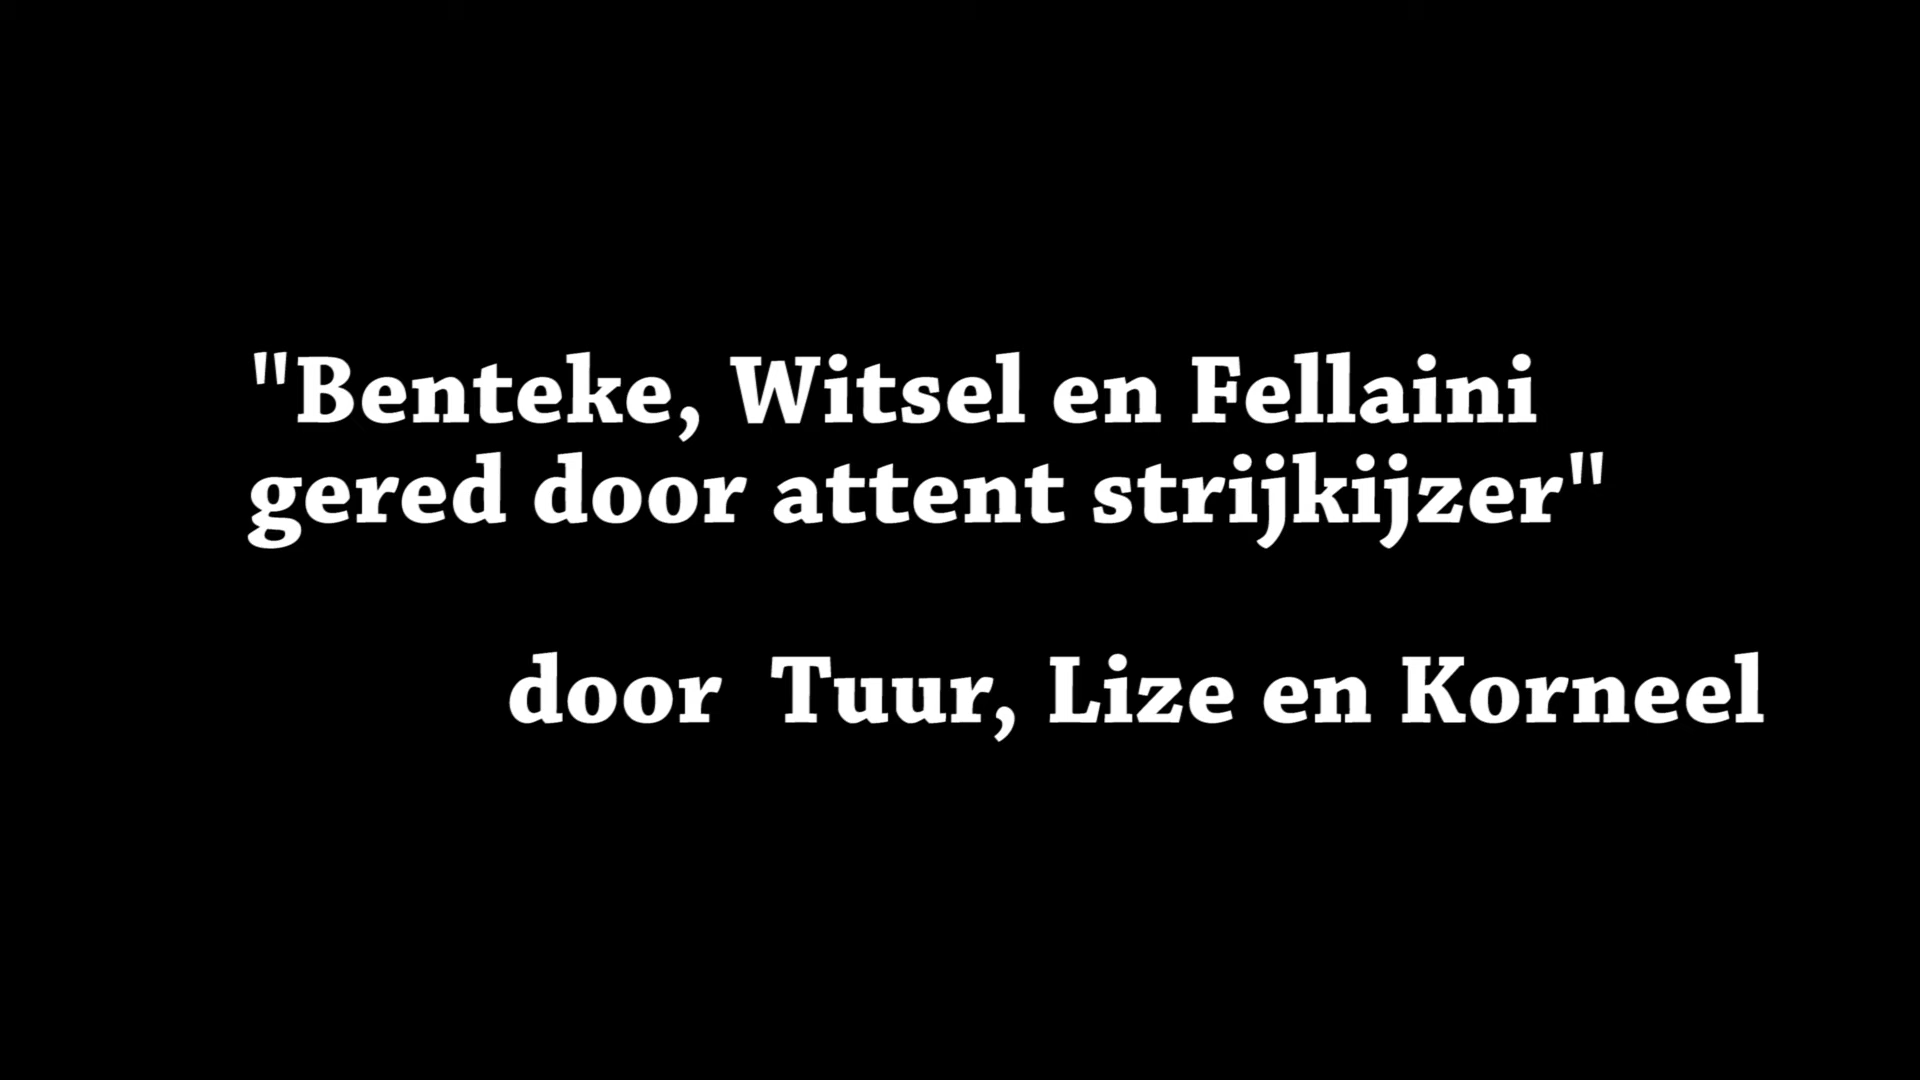 "Benteke, Witsel en Fellaini
gered door attent strijkijzer"
door  Tuur, Lize en Korneel